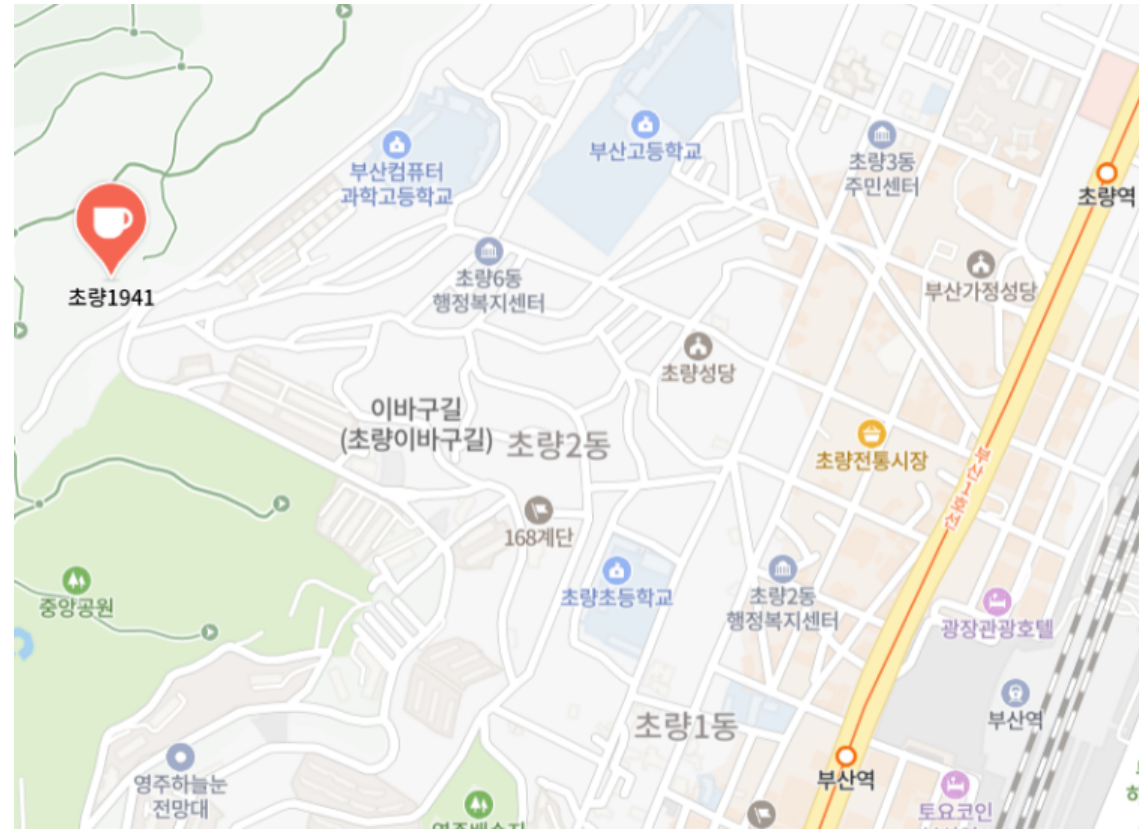 부산고등학교
초량3동
주민센터
부산컴퓨터
과학고등학교
초량역
초량6동
행정복지센터
부산가정성당
초량1941
초량성당
이바구길
(초량이바구길)
초량2동
초량전통시장
부산1호선
168계단
중앙공원
초량초등학교
초량2동
행정복지센터
광장관광호텔
부산역
초량1동
영주하늘눈
전망대
부산역
토요코인